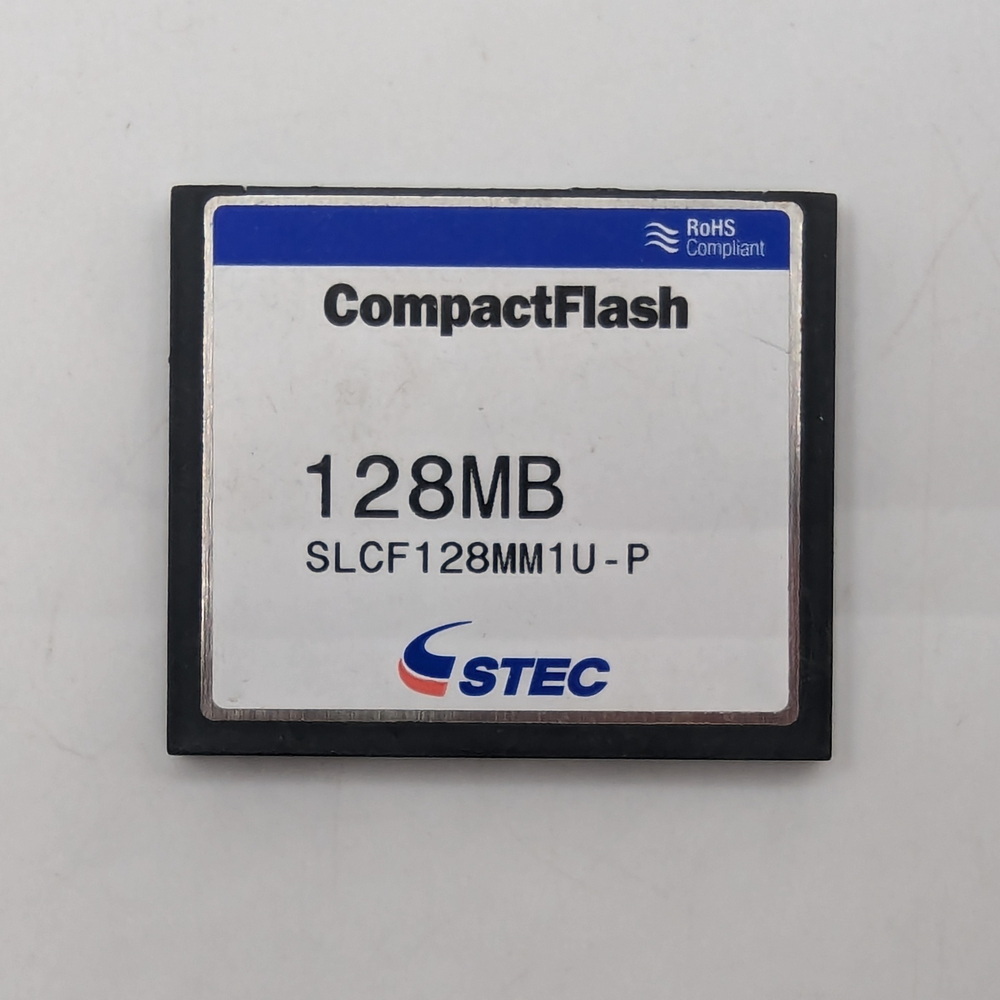 RoHS
Compliant
CompactFlash
128MB
SLCF128MM1U-P
STEC